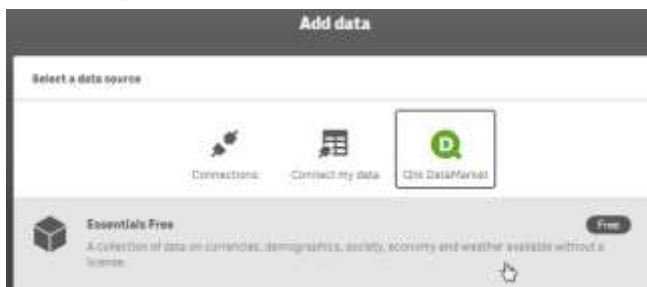 Add data
Select a data source
Connections
Connect my data
Qlik DataMarket
Essentials Free
Free
A collection of data on currencies, demographics, society, economy and weather available without a
license.